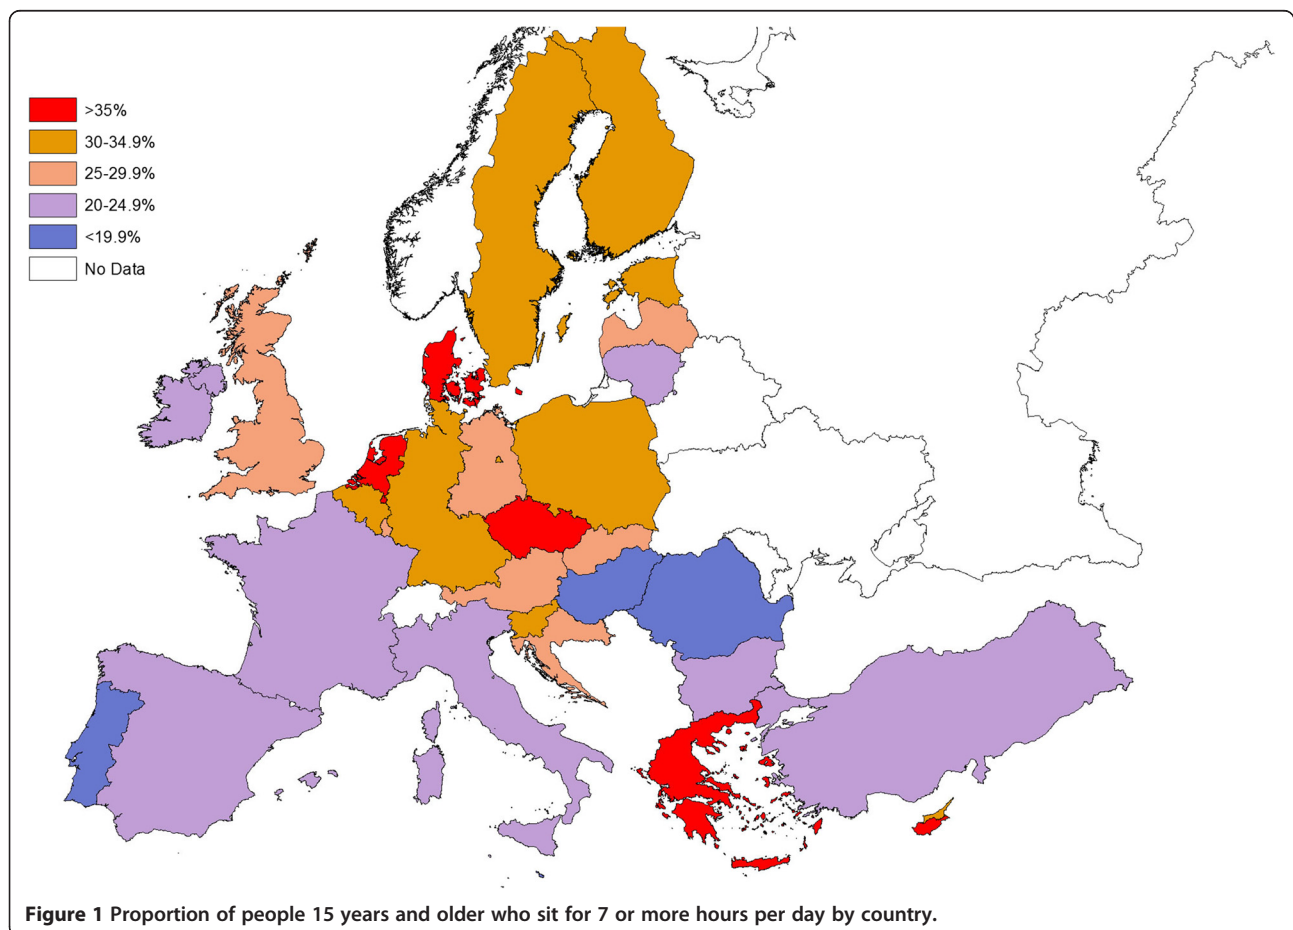 >35%
30-34.9%
25-29.9%
20-24.9%
<19.9%
No Data
Figure 1 Proportion of people 15 years and older who sit for 7 or more hours per day by country.